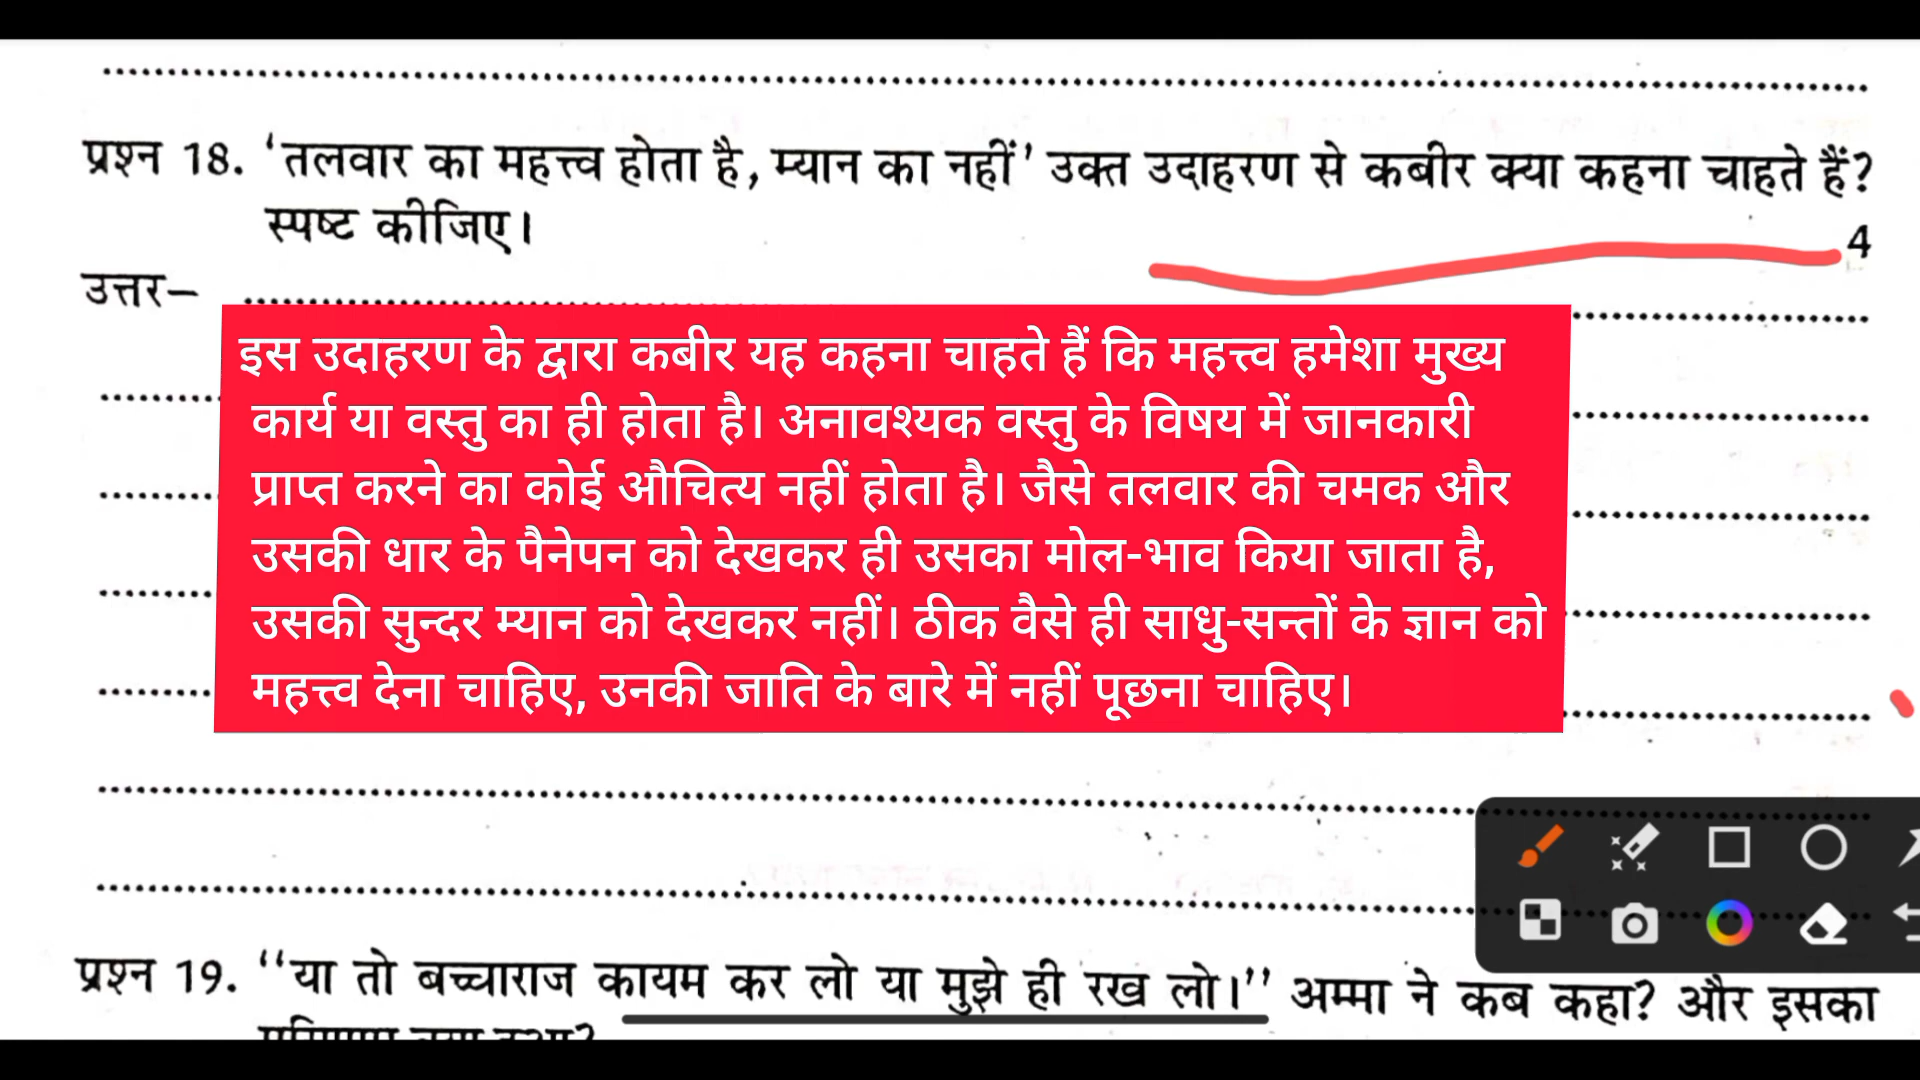 प्रश्न 18. 'तलवार का महत्त्व होता है, म्यान का नहीं' उक्त उदाहरण से कबीर क्या कहना चाहते हैं?
स्पष्ट कीजिए। 4
उत्तर–
इस उदाहरण के द्वारा कबीर यह कहना चाहते हैं कि महत्त्व हमेशा मुख्य
कार्य या वस्तु का ही होता है। अनावश्यक वस्तु के विषय में जानकारी
प्राप्त करने का कोई औचित्य नहीं होता है। जैसे तलवार की चमक और
उसकी धार के पैनेपन को देखकर ही उसका मोल-भाव किया जाता है,
उसकी सुन्दर म्यान को देखकर नहीं। ठीक वैसे ही साधु-सन्तों के ज्ञान को
महत्त्व देना चाहिए, उनकी जाति के बारे में नहीं पूछना चाहिए।
प्रश्न 19. ''या तो बच्चाराज कायम कर लो या मुझे ही रख लो।'' अम्मा ने कब कहा? और इसका